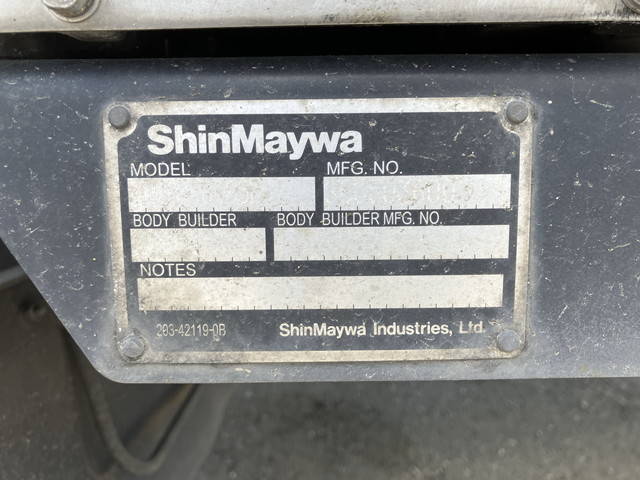 ShinMaywa
MODEL MFG. NO.
BODY BUILDER BODY BUILDER MFG. NO.
NOTES
203-42119-0B ShinMaywa Industries, Ltd.